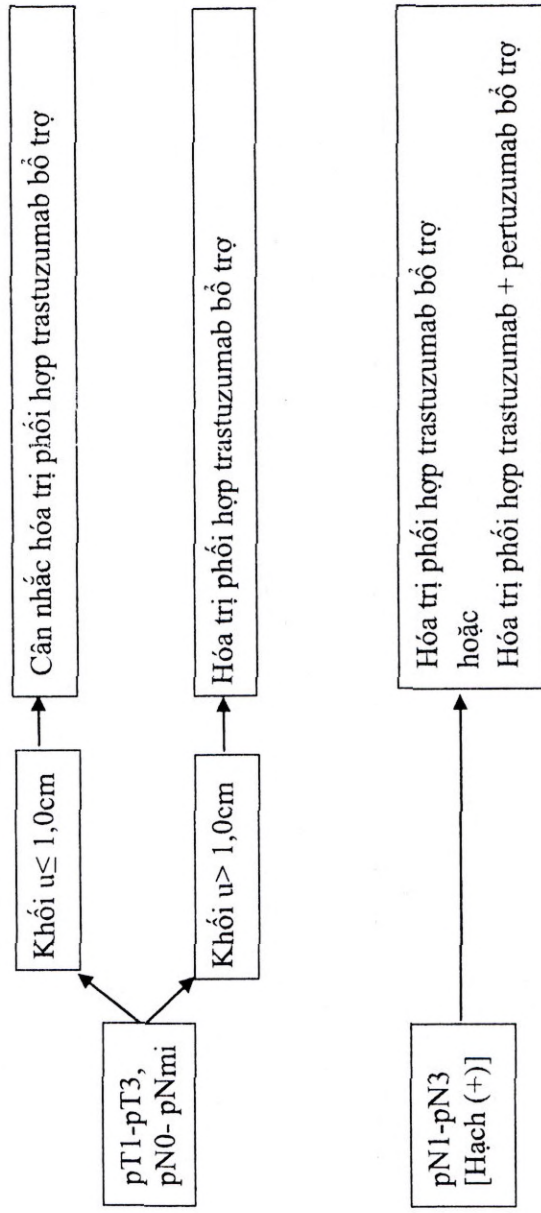 pT1-pT3,
pN0- pNmi
Khối u≤ 1,0cm
Cân nhắc hóa trị phối hợp trastuzumab bổ trợ
Khối u> 1,0cm
Hóa trị phối hợp trastuzumab bổ trợ
pN1-pN3
[Hạch (+)]
Hóa trị phối hợp trastuzumab bổ trợ
hoặc
Hóa trị phối hợp trastuzumab + pertuzumab bổ trợ